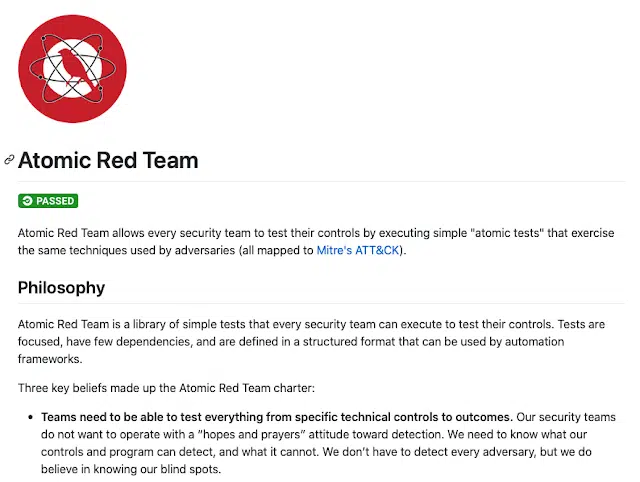 Atomic Red Team
PASSED
Atomic Red Team allows every security team to test their controls by executing simple "atomic tests" that exercise
the same techniques used by adversaries (all mapped to Mitre's ATT&CK).
Philosophy
Atomic Red Team is a library of simple tests that every security team can execute to test their controls. Tests are
focused, have few dependencies, and are defined in a structured format that can be used by automation
frameworks.
Three key beliefs made up the Atomic Red Team charter:
• Teams need to be able to test everything from specific technical controls to outcomes. Our security teams
do not want to operate with a “hopes and prayers” attitude toward detection. We need to know what our
controls and program can detect, and what it cannot. We don’t have to detect every adversary, but we do
believe in knowing our blind spots.